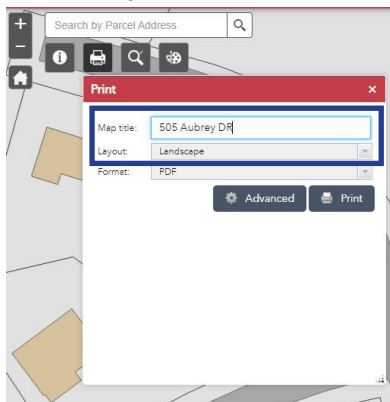 + Search by Parcel Address
−
Print ×
Map title: 505 Aubrey DR
Layout: Landscape
Format: PDF
Advanced Print